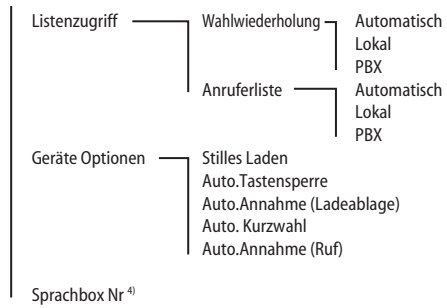 Listenzugriff Wahlwiederholung Automatisch
Lokal
PBX
Anruferliste Automatisch
Lokal
PBX
Geräte Optionen Stilles Laden
Auto.Tastensperre
Auto.Annahme (Ladeablage)
Auto. Kurzwahl
Auto.Annahme (Ruf)
Sprachbox Nr 4)